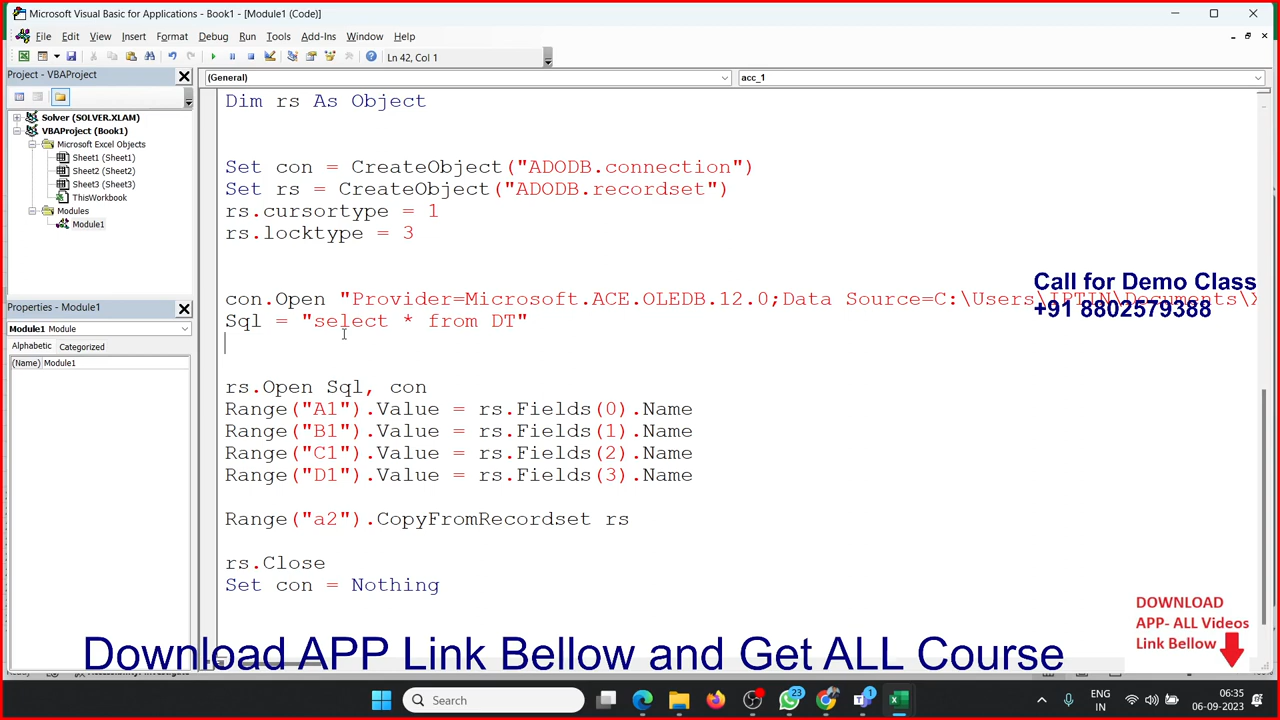 Microsoft Visual Basic for Applications - Book1 - [Module1 (Code)]
File Edit View Insert Format Debug Run Tools Add-Ins Window Help
Ln 42, Col 1
Project - VBAProject
(General)
acc_1
Solver (SOLVER.XLAM)
VBAProject (Book1)
Microsoft Excel Objects
Sheet1 (Sheet1)
Sheet2 (Sheet2)
Sheet3 (Sheet3)
ThisWorkbook
Modules
Module1
Properties - Module1
Module1 Module
Alphabetic Categorized
(Name) Module1
Dim rs As Object
Set con = CreateObject("ADODB.connection")
Set rs = CreateObject("ADODB.recordset")
rs.cursortype = 1
rs.locktype = 3
con.Open "Provider=Microsoft.ACE.OLEDB.12.0;Data Source=C:\Users\IPTIN\Documents\X
Sql = "select * from DT"
rs.Open Sql, con
Range("A1").Value = rs.Fields(0).Name
Range("B1").Value = rs.Fields(1).Name
Range("C1").Value = rs.Fields(2).Name
Range("D1").Value = rs.Fields(3).Name
Range("a2").CopyFromRecordset rs
rs.Close
Set con = Nothing
Call for Demo Class
+91 8802579388
DOWNLOAD
APP- ALL Videos
Link Bellow
Download APP Link Bellow and Get ALL Course
Search
23
1
ENG
IN
06:35
06-09-2023